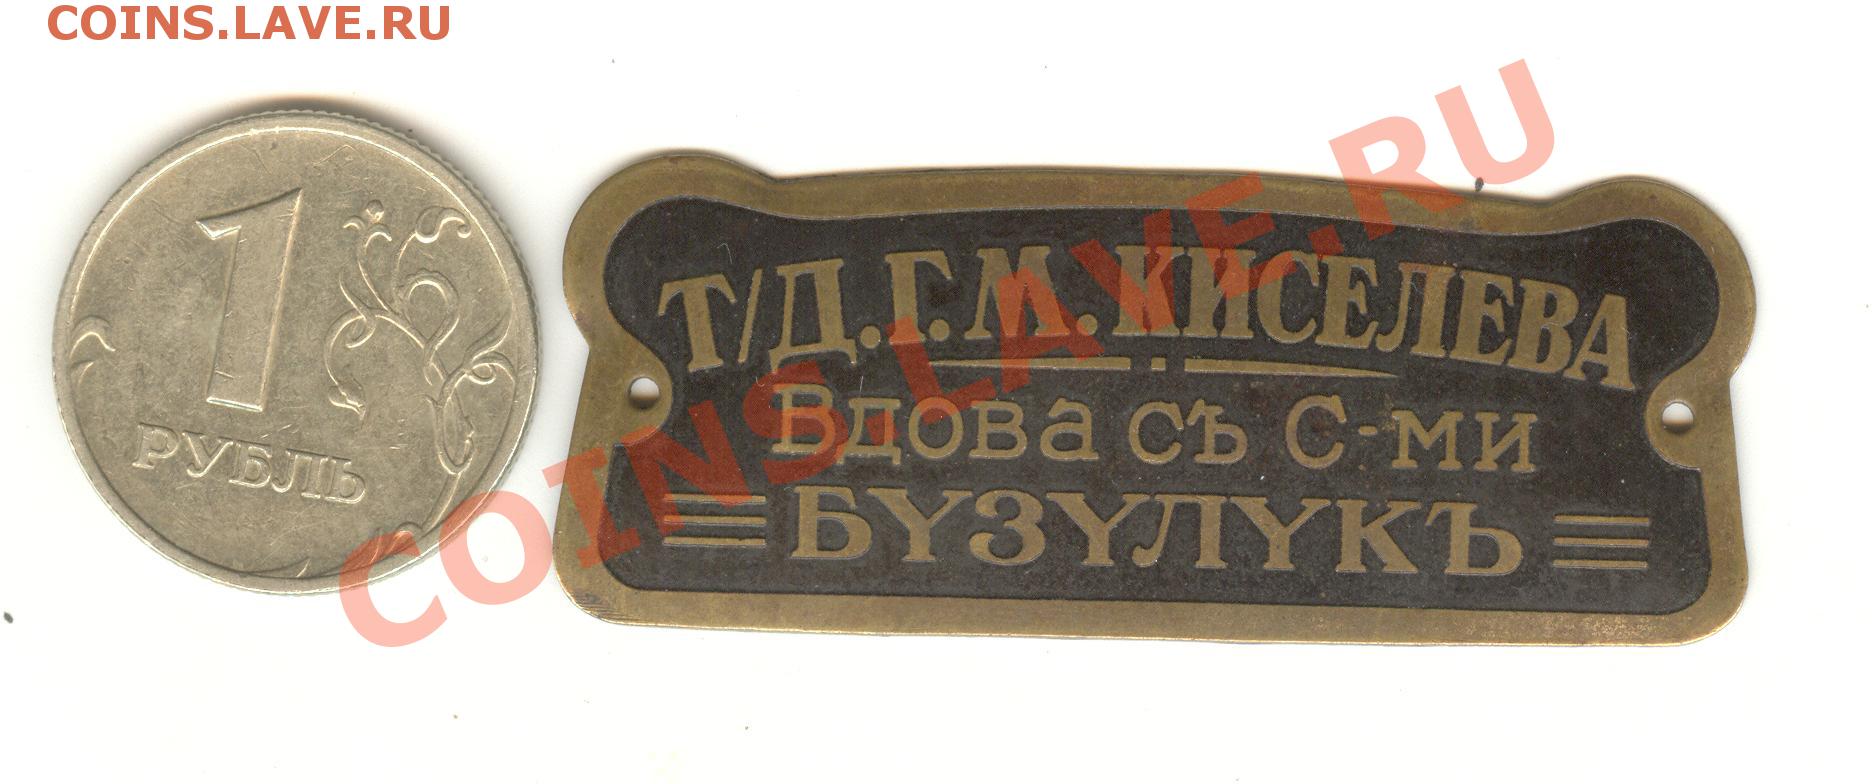 COINS.LAVE.RU
1
РУБЛЬ
Т/Д.Г.М.КИСЕЛЕВА
Вдова съ С-ми
БУЗУЛУКЪ
COINS.LAVE.RU